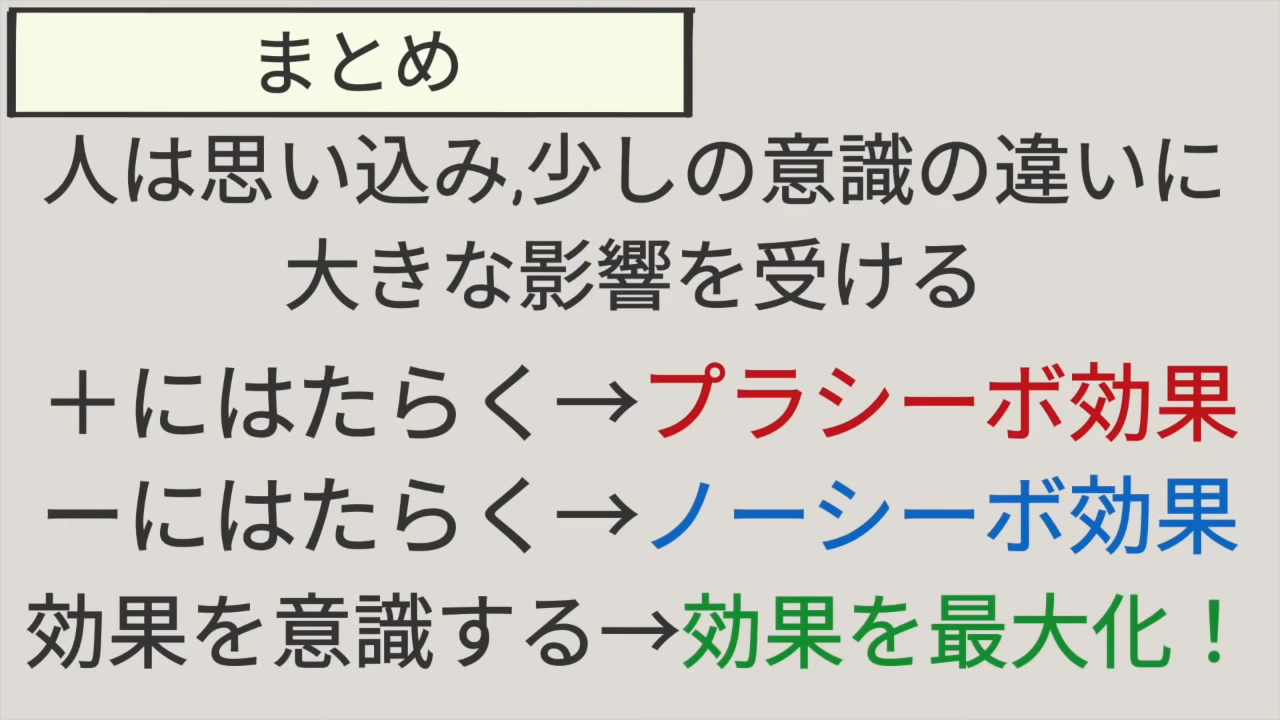 まとめ
人は思い込み,少しの意識の違いに
大きな影響を受ける
＋にはたらく→プラシーボ効果
ーにはたらく→ノーシーボ効果
効果を意識する→効果を最大化！